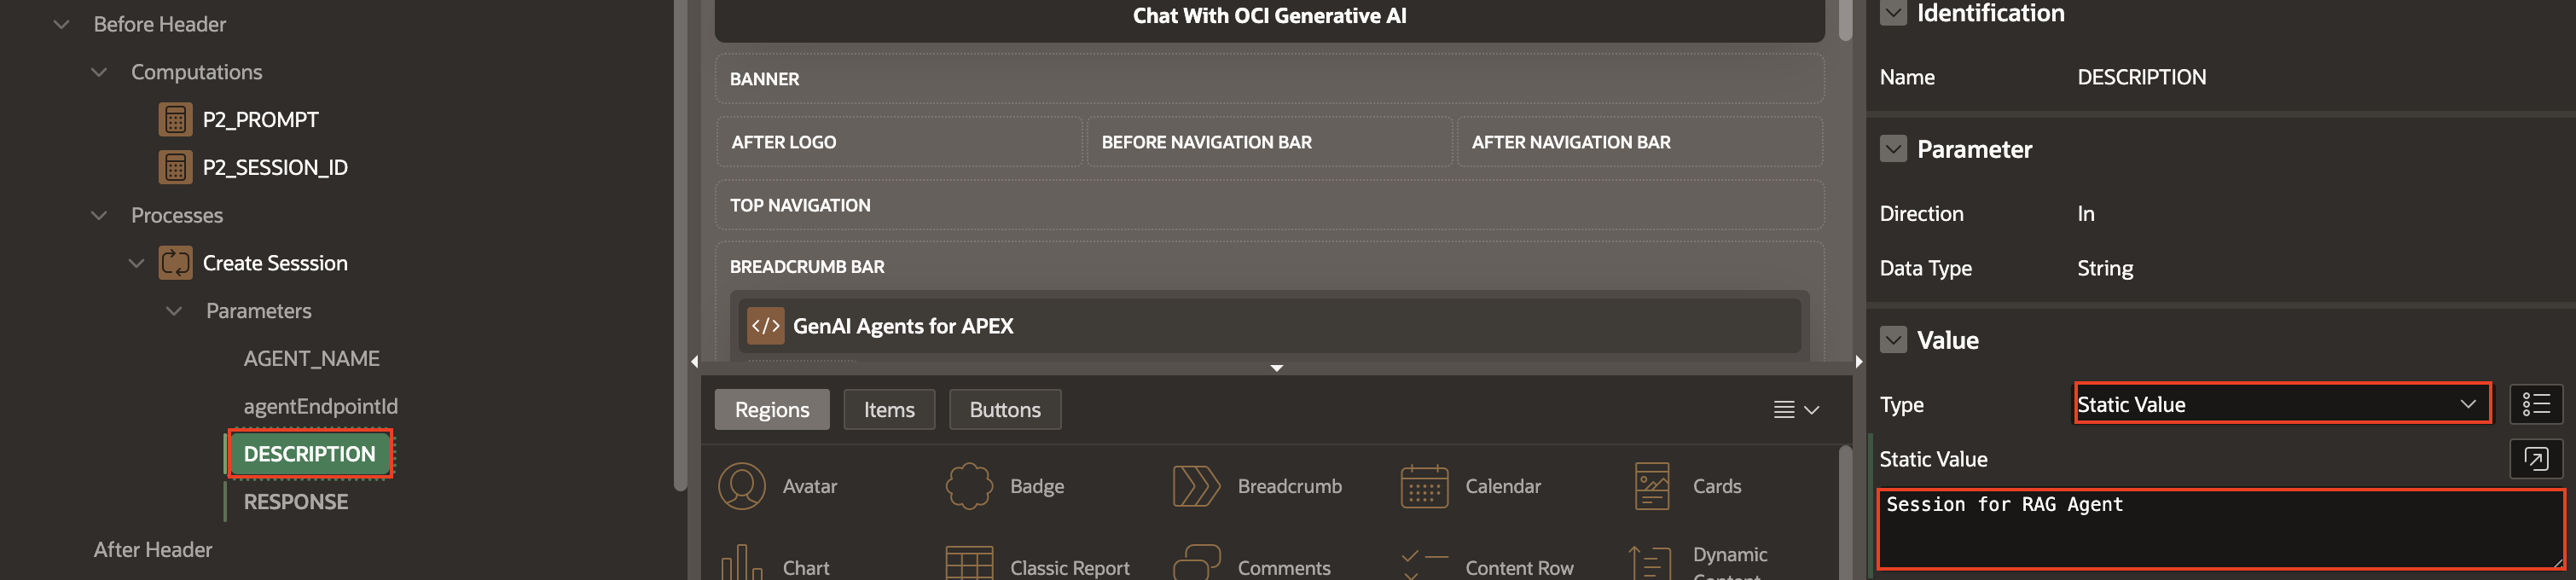 Before Header
Computations
P2_PROMPT
P2_SESSION_ID
Processes
Create Sesssion
Parameters
AGENT_NAME
agentEndpointId
DESCRIPTION
RESPONSE
After Header
Chat With OCI Generative AI
BANNER
AFTER LOGO
BEFORE NAVIGATION BAR
AFTER NAVIGATION BAR
TOP NAVIGATION
BREADCRUMB BAR
</> GenAI Agents for APEX
Regions
Items
Buttons
Avatar
Badge
Breadcrumb
Calendar
Cards
Chart
Classic Report
Comments
Content Row
Dynamic
Content
Identification
Name DESCRIPTION
Parameter
Direction In
Data Type String
Value
Type Static Value
Static Value
Session for RAG Agent